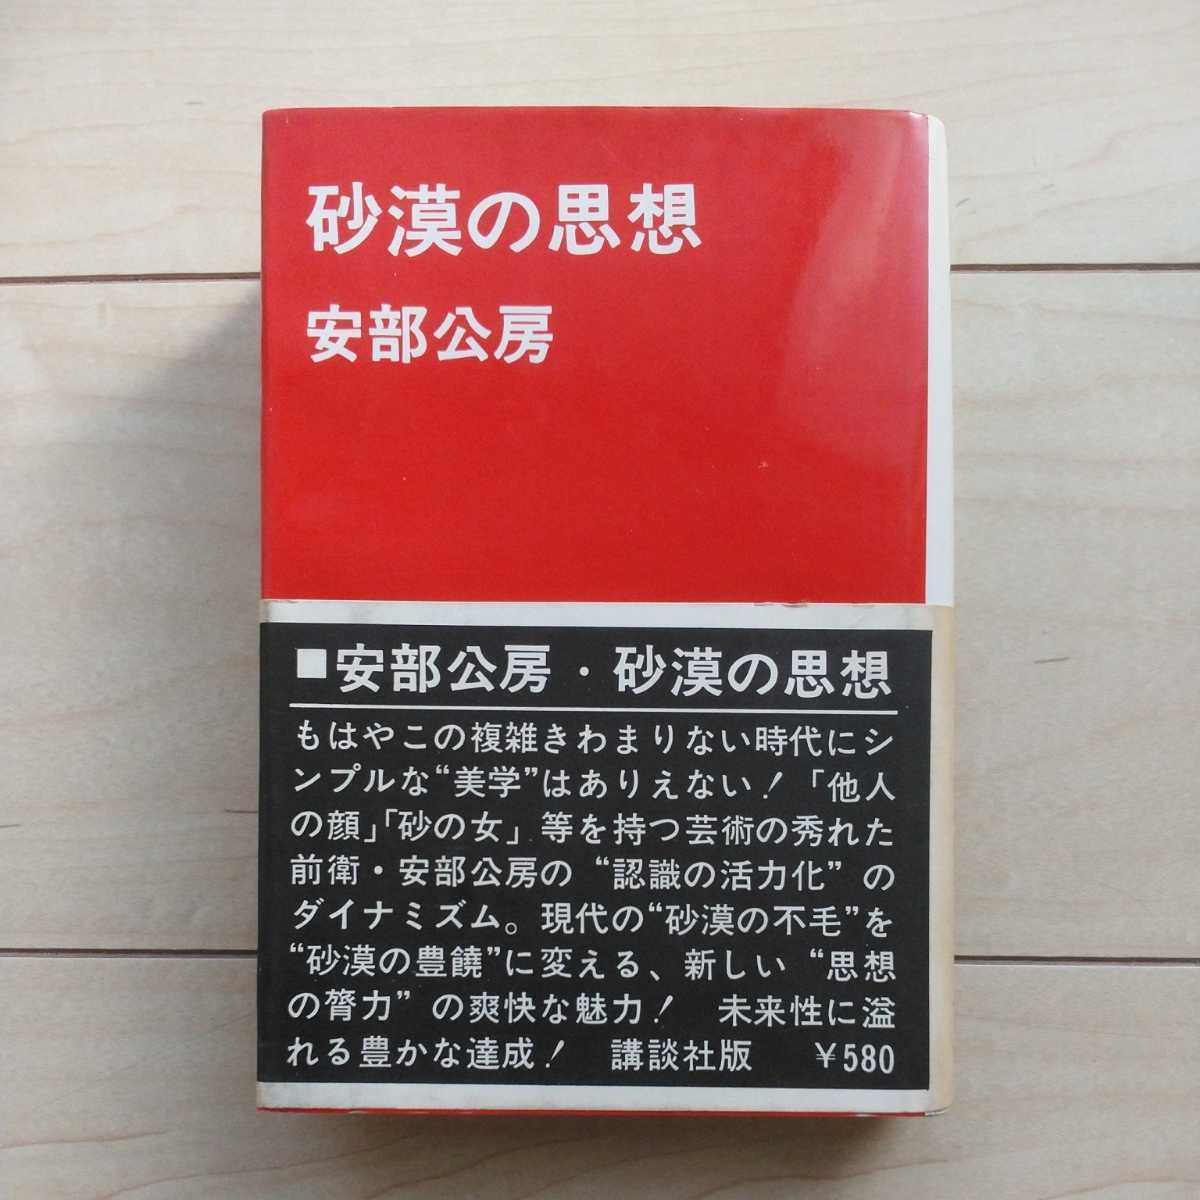 砂漠の思想
安部公房
■安部公房・砂漠の思想
もはやこの複雑きわまりない時代にシ
ンプルな“美学”はありえない！「他人
の顔」「砂の女」等を持つ芸術の秀れた
前衛・安部公房の“認識の活力化”の
ダイナミズム。現代の“砂漠の不毛”を
“砂漠の豊饒”に変える、新しい“思想
の膂力”の爽快な魅力！　未来性に溢
れる豊かな達成！　講談社版　￥580